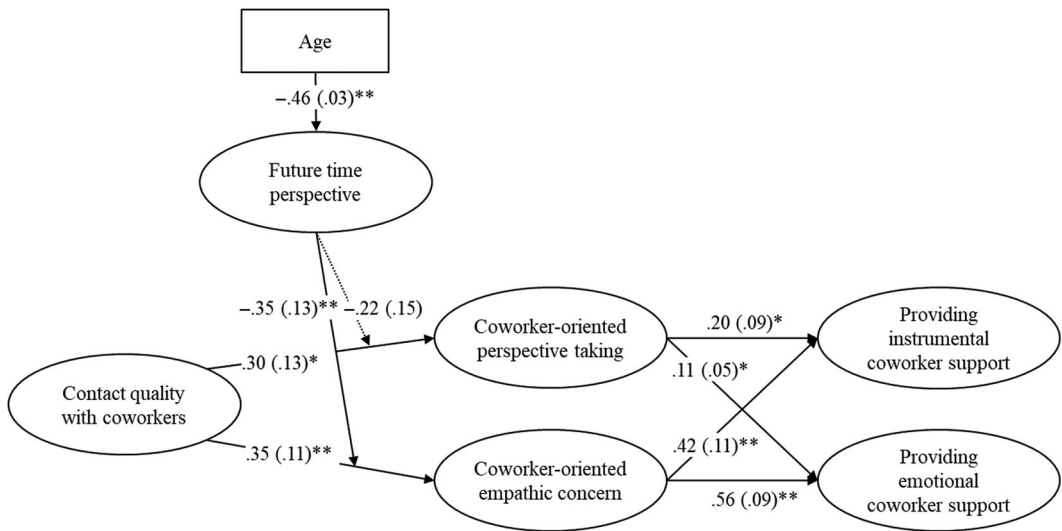 Age
−.46 (.03)**
Future time
perspective
−.35 (.13)**
−.22 (.15)
Coworker-oriented
perspective taking
.20 (.09)*
Providing
instrumental
coworker support
.30 (.13)*
.11 (.05)*
Contact quality
with coworkers
.35 (.11)**
.42 (.11)**
Coworker-oriented
empathic concern
.56 (.09)**
Providing
emotional
coworker support